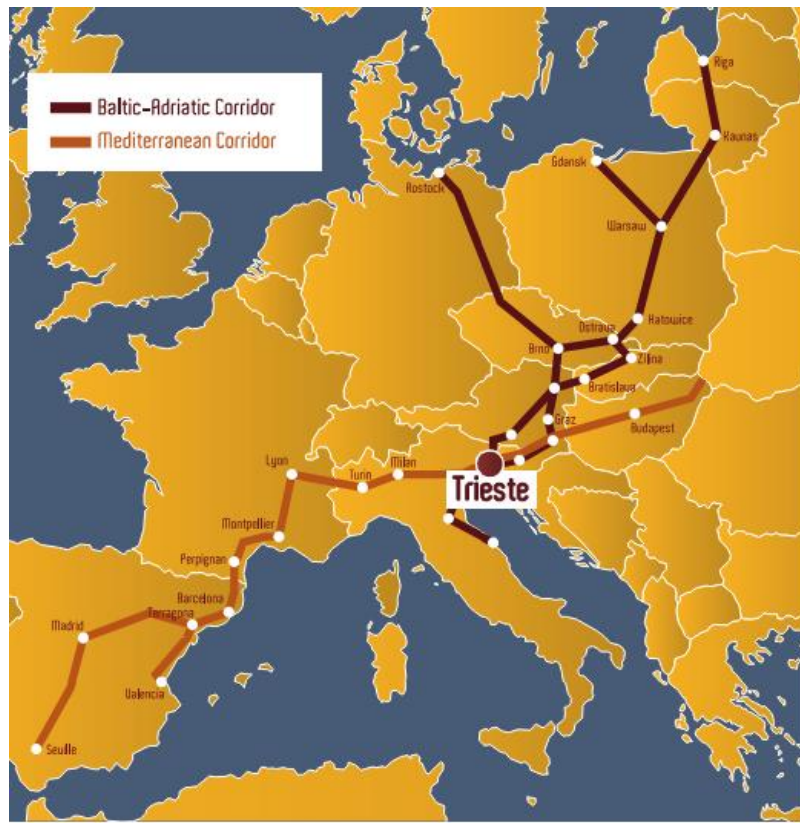 Baltic-Adriatic Corridor
Mediterranean Corridor
Riga
Kaunas
Gdansk
Rostock
Warsaw
Katowice
Ostrava
Brno
Zilina
Bratislava
Graz
Budapest
Lyon
Turin
Milan
Trieste
Montpellier
Perpignan
Barcelona
Terragona
Madrid
Valencia
Seville